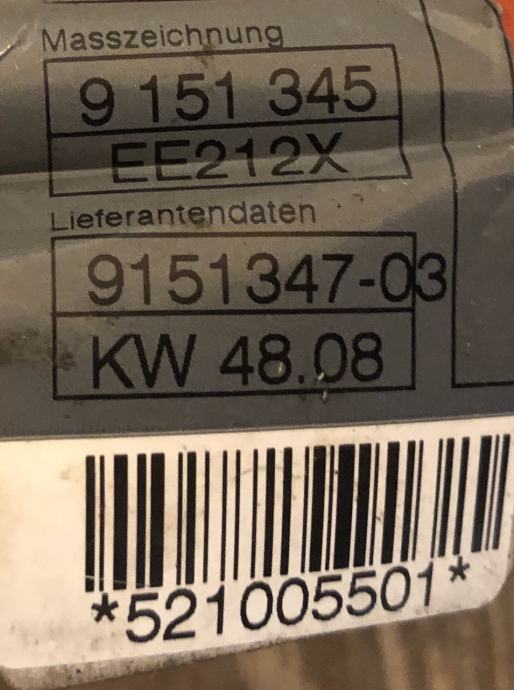 Masszeichnung
9 151 345
EE212X
Lieferantendaten
9151347-03
KW 48.08
*521005501*